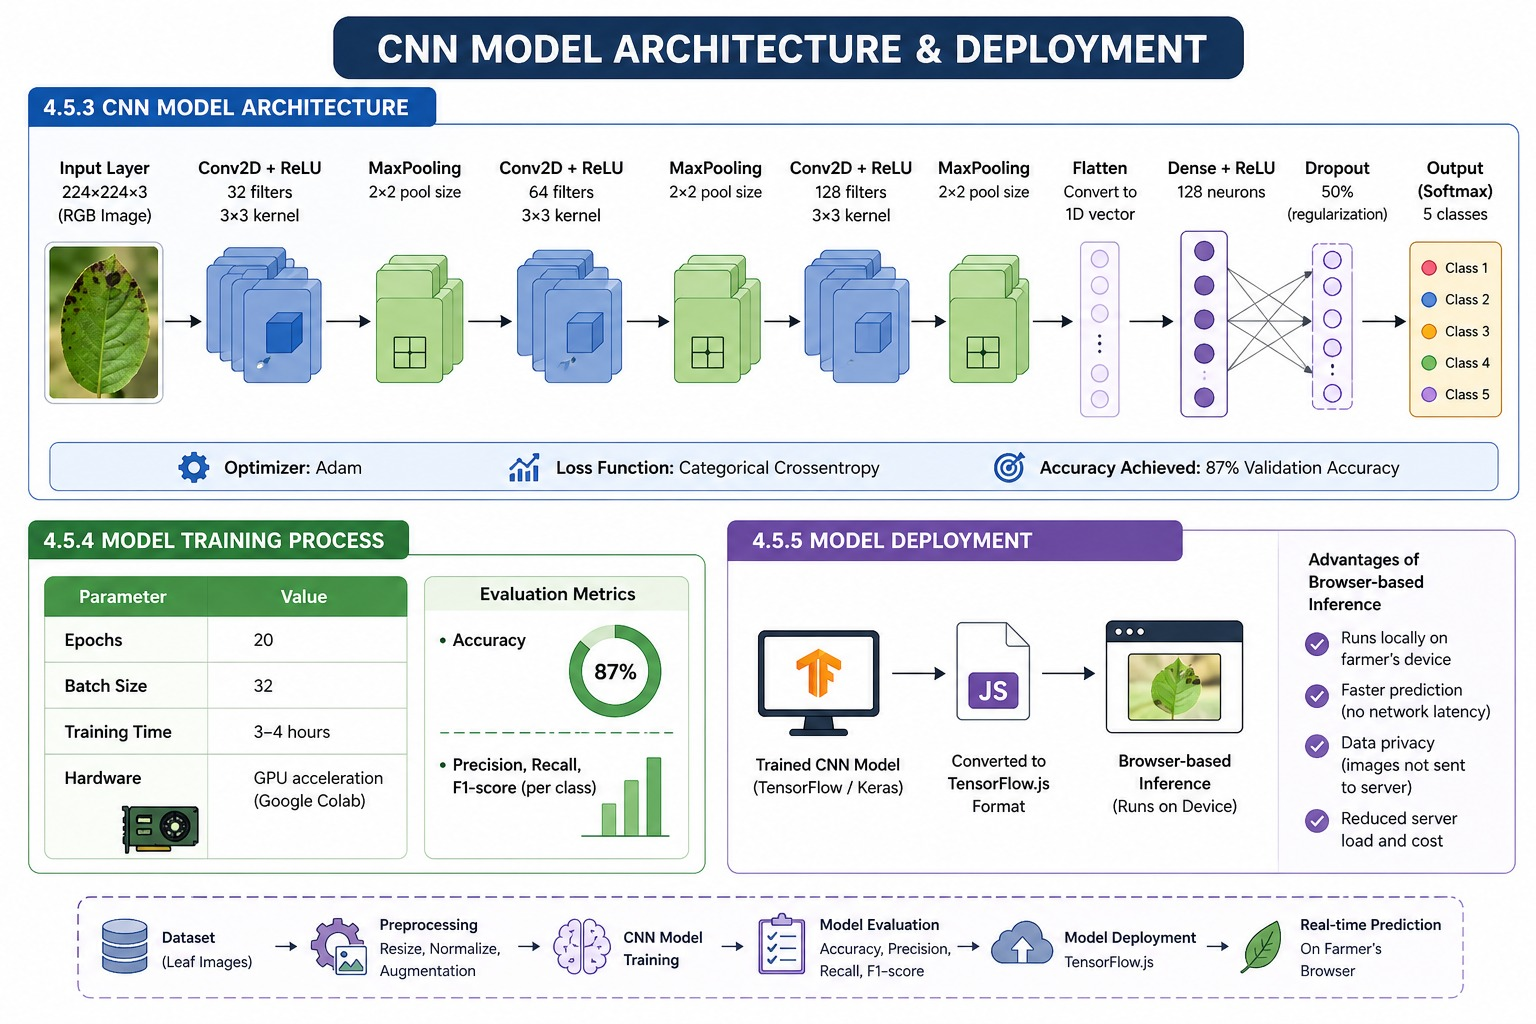 CNN MODEL ARCHITECTURE & DEPLOYMENT
4.5.3 CNN MODEL ARCHITECTURE
Input Layer
224×224×3
(RGB Image)
Conv2D + ReLU
32 filters
3×3 kernel
MaxPooling
2×2 pool size
Conv2D + ReLU
64 filters
3×3 kernel
MaxPooling
2×2 pool size
Conv2D + ReLU
128 filters
3×3 kernel
MaxPooling
2×2 pool size
Flatten
Convert to
1D vector
Dense + ReLU
128 neurons
Dropout
50%
(regularization)
Output
(Softmax)
5 classes
Class 1
Class 2
Class 3
Class 4
Class 5
Optimizer: Adam
Loss Function: Categorical Crossentropy
Accuracy Achieved: 87% Validation Accuracy
4.5.4 MODEL TRAINING PROCESS
Parameter Value
Epochs 20
Batch Size 32
Training Time 3–4 hours
Hardware GPU acceleration
(Google Colab)
Evaluation Metrics
• Accuracy
87%
• Precision, Recall,
F1-score (per class)
4.5.5 MODEL DEPLOYMENT
Trained CNN Model
(TensorFlow / Keras)
JS
Converted to
TensorFlow.js
Format
Browser-based
Inference
(Runs on Device)
Advantages of
Browser-based
Inference
Runs locally on
farmer's device
Faster prediction
(no network latency)
Data privacy
(images not sent
to server)
Reduced server
load and cost
Dataset
(Leaf Images)
Preprocessing
Resize, Normalize,
Augmentation
CNN Model
Training
Model Evaluation
Accuracy, Precision,
Recall, F1-score
Model Deployment
TensorFlow.js
Real-time Prediction
On Farmer's
Browser